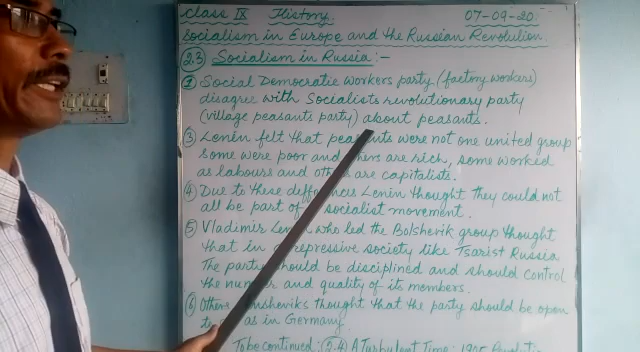 Class IX History. 07-09-20.
Socialism in Europe and the Russian Revolution
2.3 Socialism in Russia :-
1 Social Democratic Workers party (factory workers)
disagree with Socialists revolutionary party
(village peasants party) about peasants.
3 Lenin felt that were not one united group
Some were poor and are rich, some worked
as labours and are capitalists.
4 Due to these Lenin thought they could not
all be part of socialist movement.
5 Vladimir who led the Bolshevik group thought
that in repressive society like Tsarist Russia
The party should be disciplined and should control
the and quality of its members.
6 thought that the party should be open
as in Germany.
To be continued : 2.4 A Turbulent Time : 1905